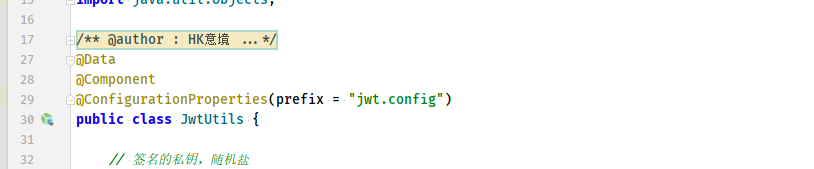 15 import java.util.Objects;
16
17 /** @author : HK意境 ...*/
27 @Data
28 @Component
29 @ConfigurationProperties(prefix = "jwt.config")
30 public class JwtUtils {
31
32 // 签名的私钥，随机盐